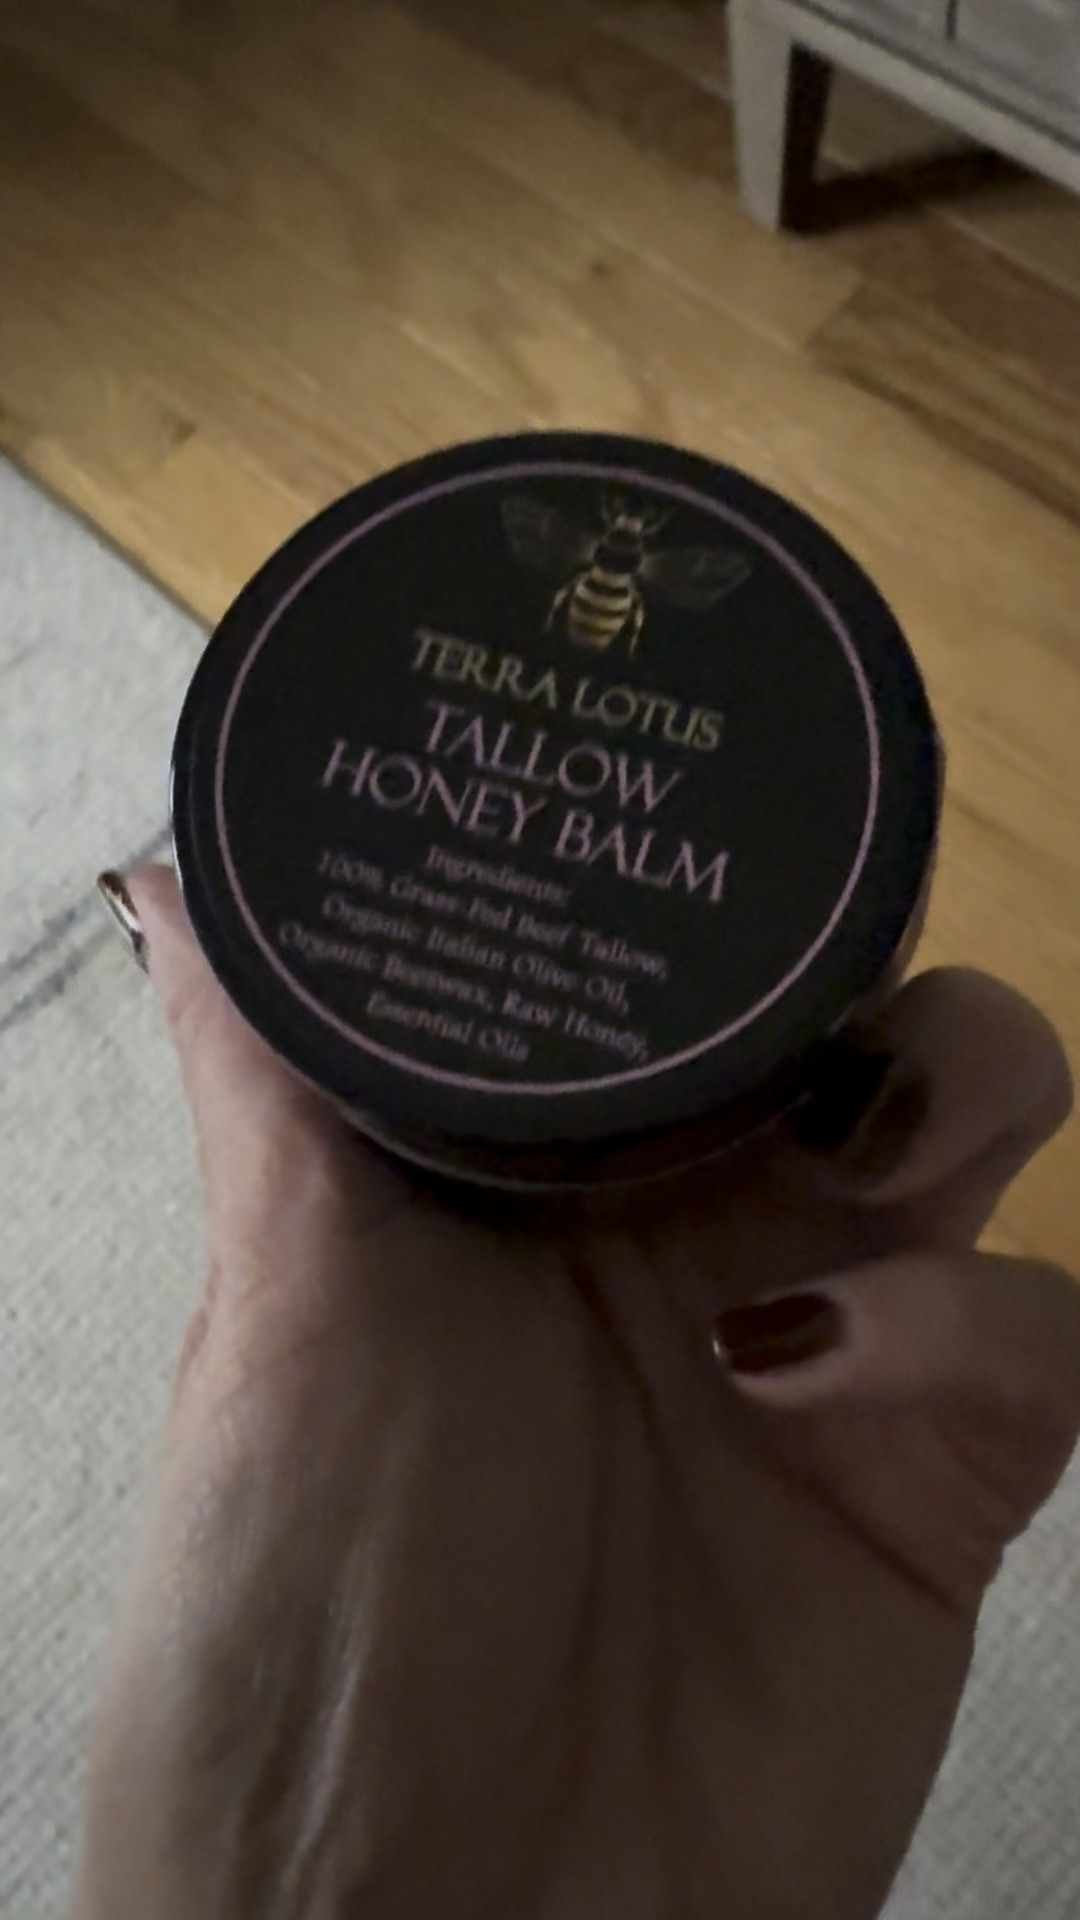 TERRA LOTUS
TALLOW
HONEY BALM
Ingredients:
100% Grass-Fed Beef Tallow,
Organic Italian Olive Oil,
Organic Beeswax, Raw Honey,
Essential Oils